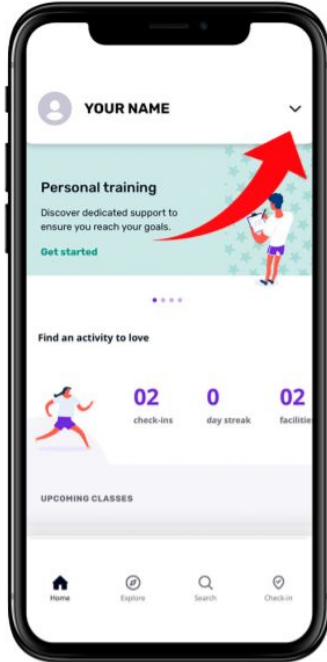 YOUR NAME
Personal training
Discover dedicated support to
ensure you reach your goals.
Get started
Find an activity to love
02 0 02
check-ins day streak facilitie
UPCOMING CLASSES
Home Explore Search Check-in